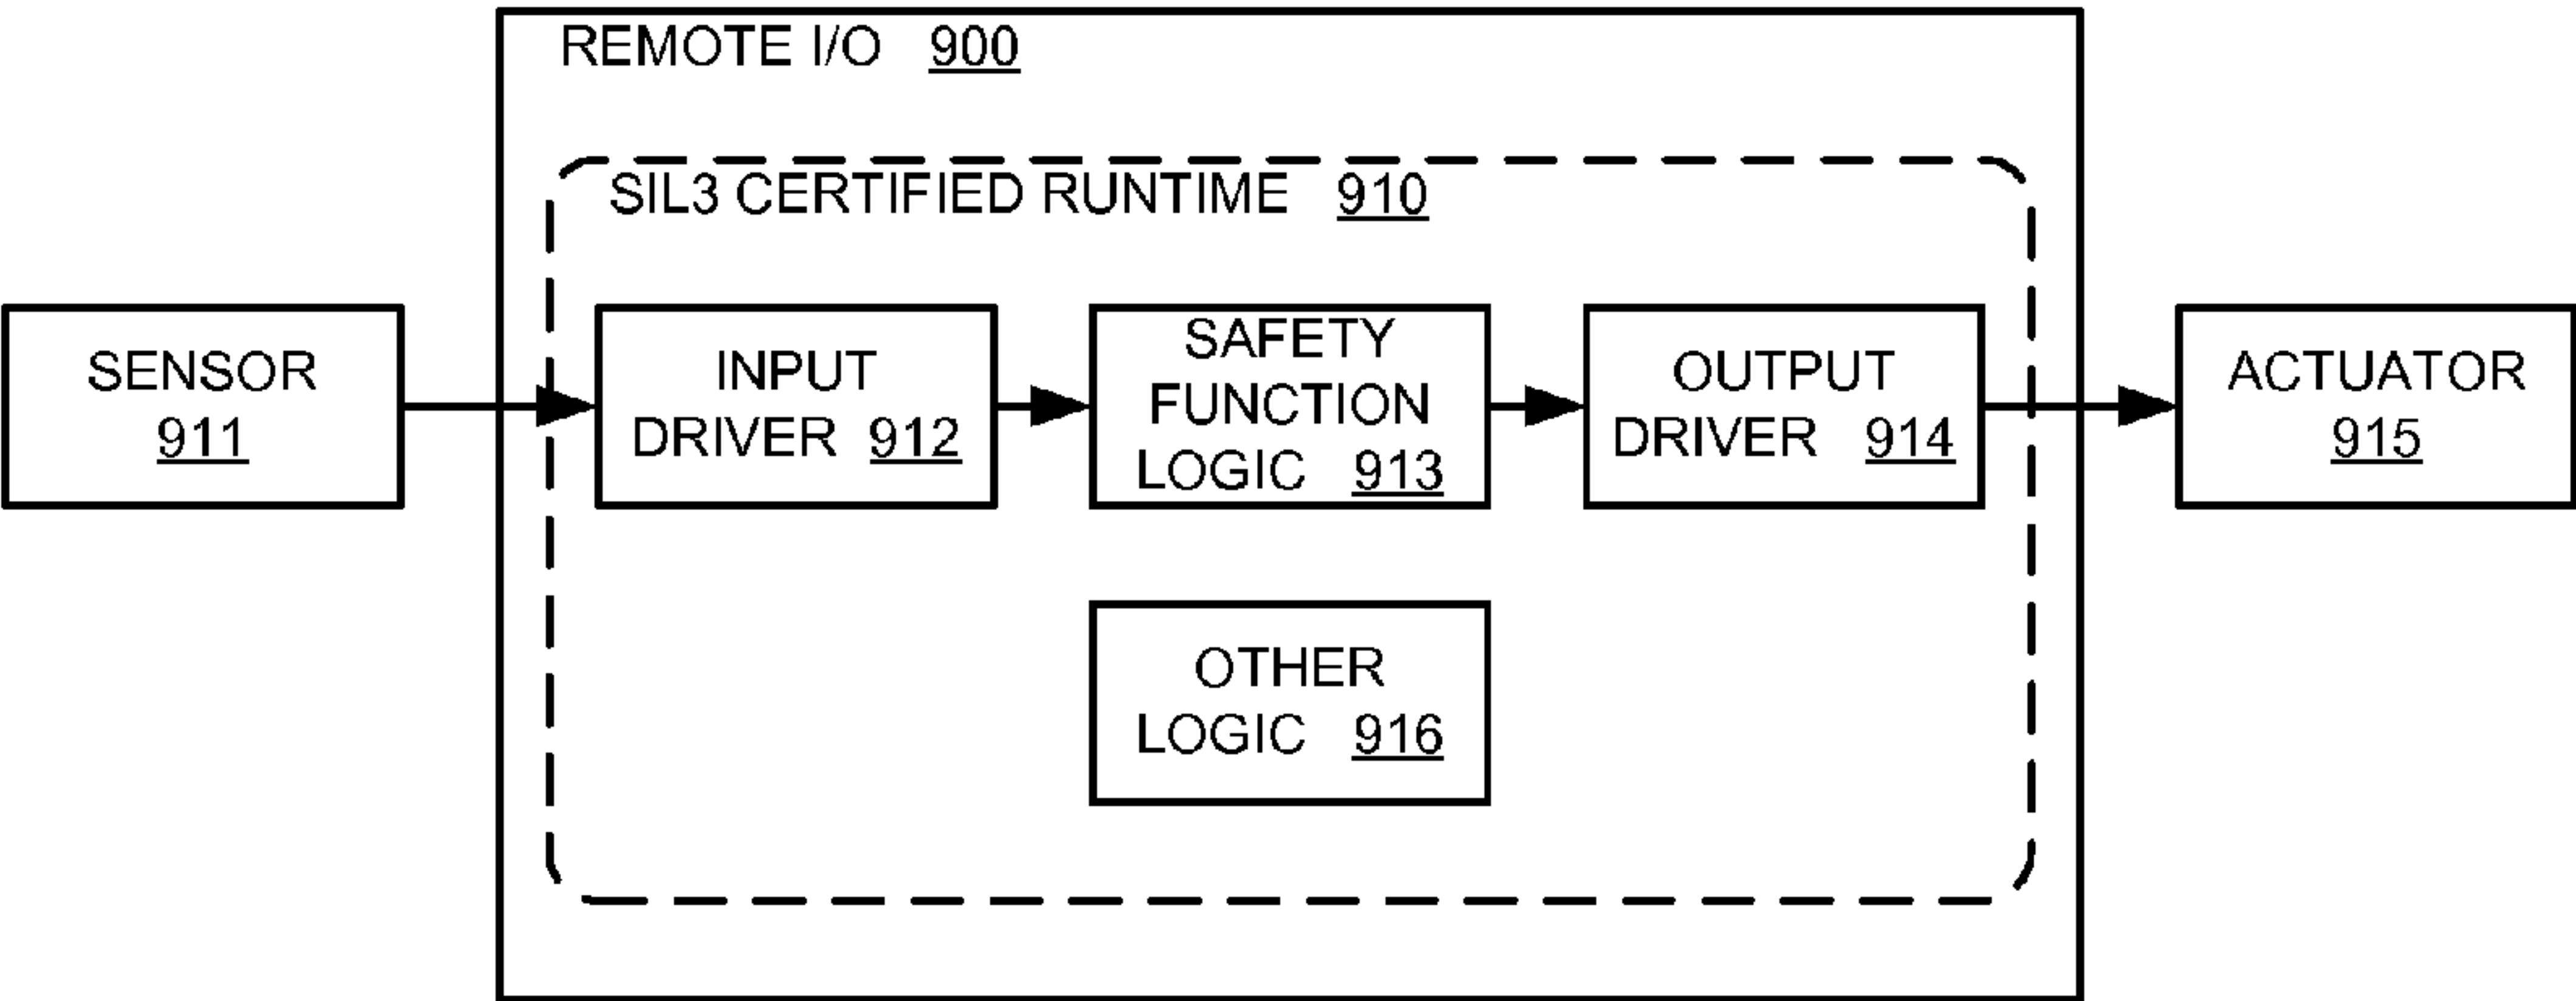 REMOTE I/O 900
SIL3 CERTIFIED RUNTIME 910
SENSOR
911
INPUT
DRIVER 912
SAFETY
FUNCTION
LOGIC 913
OUTPUT
DRIVER 914
ACTUATOR
915
OTHER
LOGIC 916